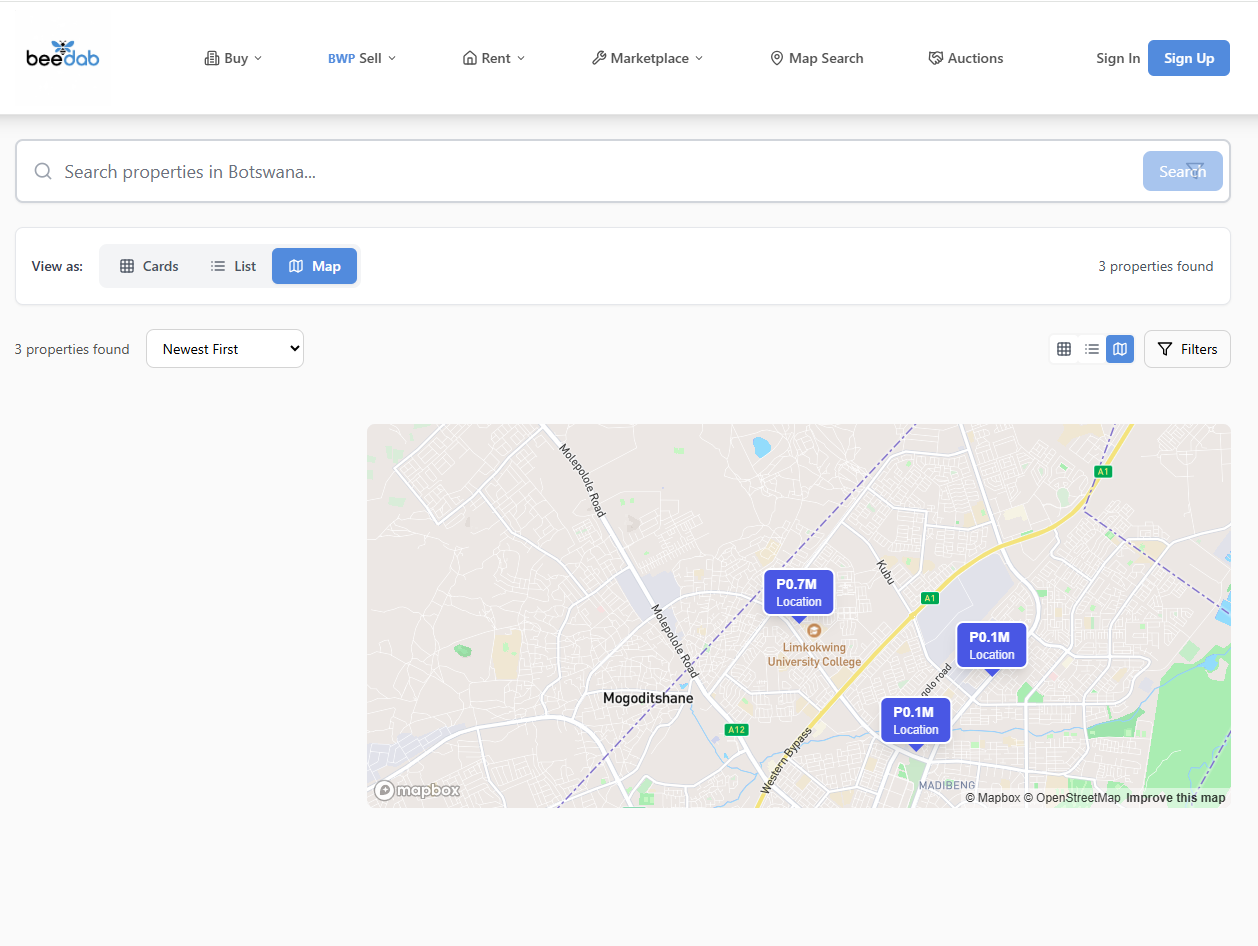 beedab
Buy
BWP Sell
Rent
Marketplace
Map Search
Auctions
Sign In
Sign Up
Search properties in Botswana...
Search
View as:
Cards
List
Map
3 properties found
3 properties found
Newest First
Filters
Molepolole Road
A1
Kubu
P0.7M
Location
A1
Limkokwing
University College
Molepolole Road
P0.1M
Location
Mogoditshane
P0.1M
Location
A12
Western Bypass
MADIBENG
mapbox
© Mapbox © OpenStreetMap Improve this map